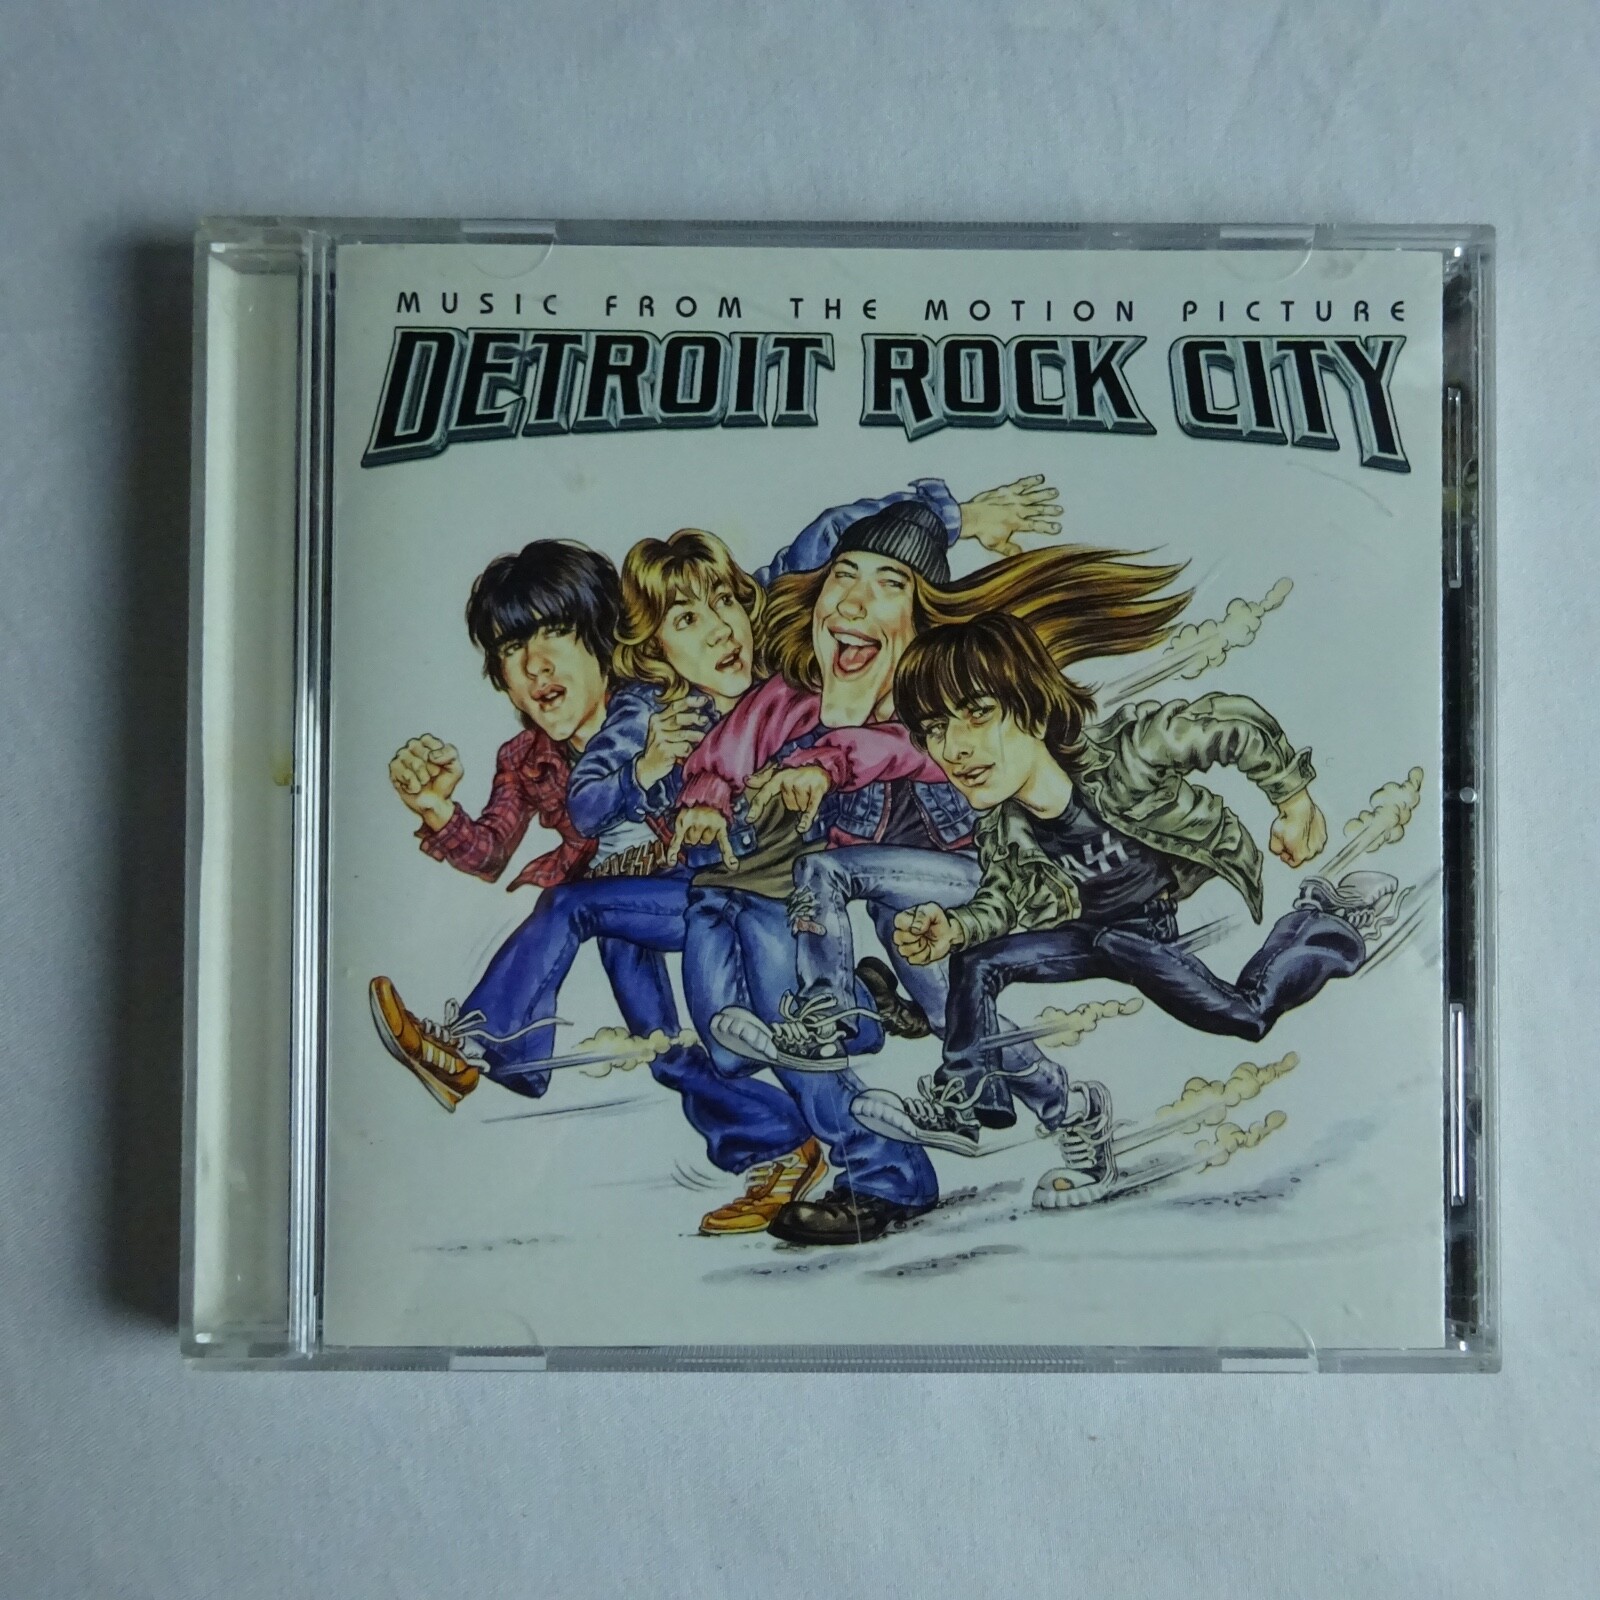 MUSIC FROM THE MOTION PICTURE
DETROIT ROCK CITY